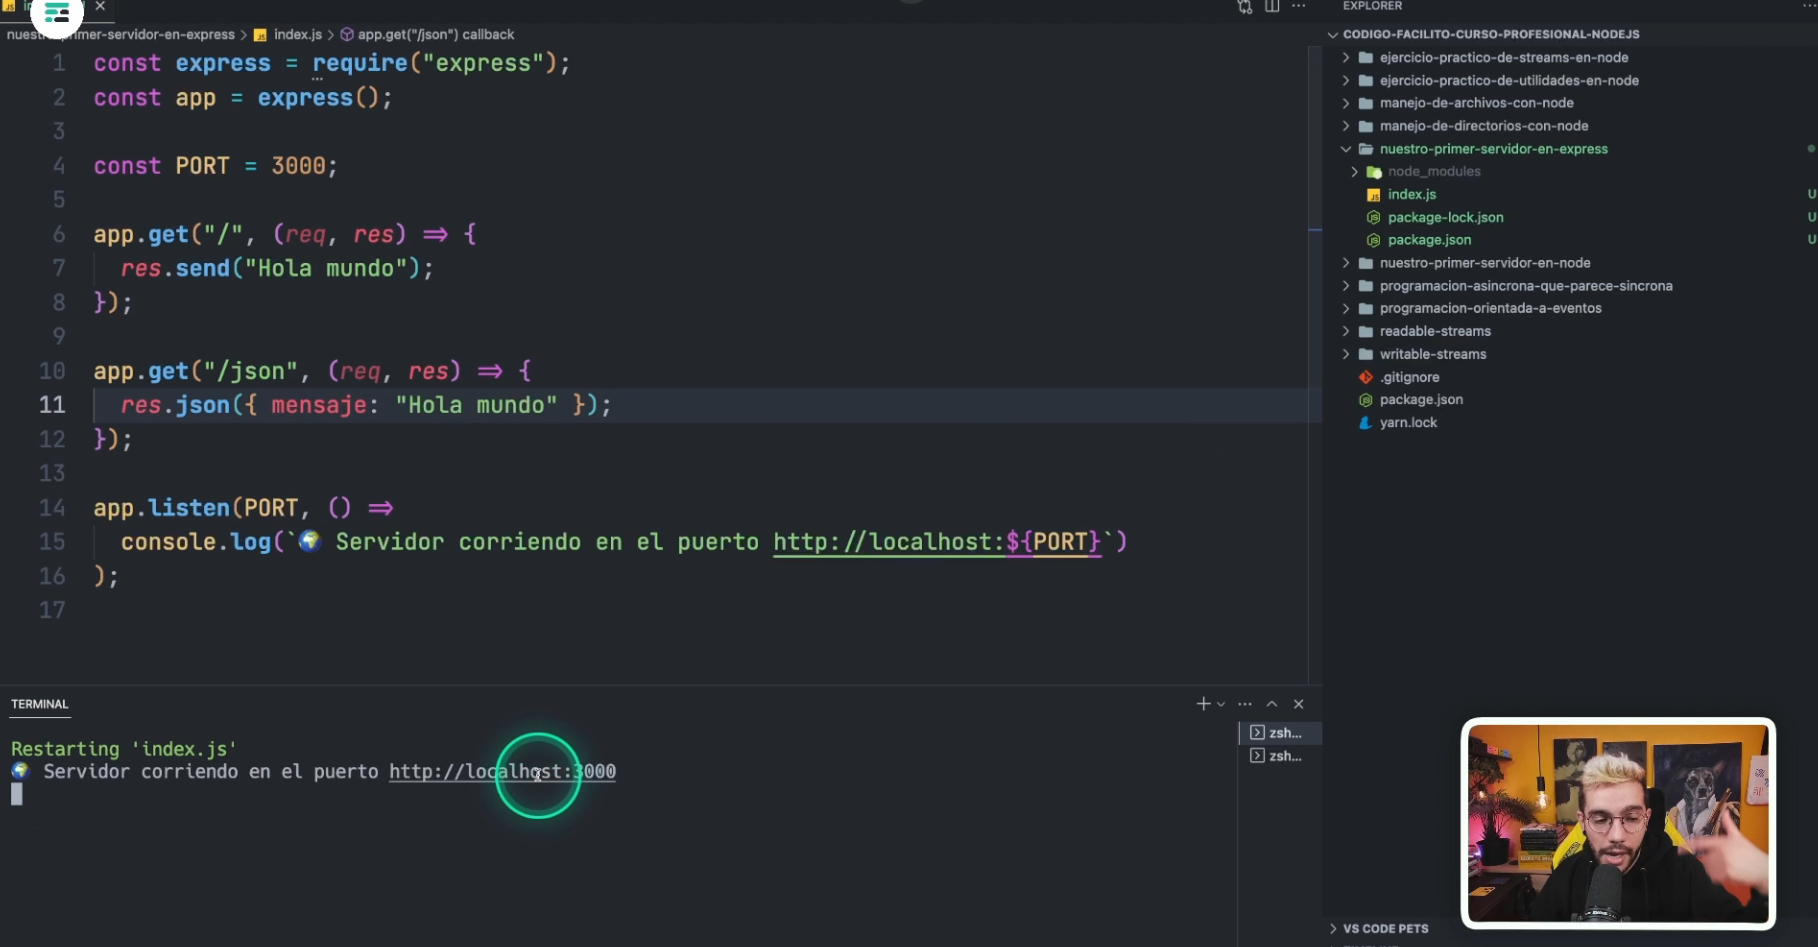 nuestro-primer-servidor-en-express > index.js > app.get("/json") callback
1 const express = require("express");
2 const app = express();
3
4 const PORT = 3000;
5
6 app.get("/", (req, res) => {
7 res.send("Hola mundo");
8 });
9
10 app.get("/json", (req, res) => {
11 res.json({ mensaje: "Hola mundo" });
12 });
13
14 app.listen(PORT, () =>
15 console.log(`🌍 Servidor corriendo en el puerto http://localhost:${PORT}`)
16 );
17
TERMINAL
Restarting 'index.js'
🌍 Servidor corriendo en el puerto http://localhost:3000
zsh...
zsh...
EXPLORER
CODIGO-FACILITO-CURSO-PROFESIONAL-NODEJS
ejercicio-practico-de-streams-en-node
ejercicio-practico-de-utilidades-en-node
manejo-de-archivos-con-node
manejo-de-directorios-con-node
nuestro-primer-servidor-en-express
node_modules
index.js U
package-lock.json U
package.json U
nuestro-primer-servidor-en-node
programacion-asincrona-que-parece-sincrona
programacion-orientada-a-eventos
readable-streams
writable-streams
.gitignore
package.json
yarn.lock
VS CODE PETS